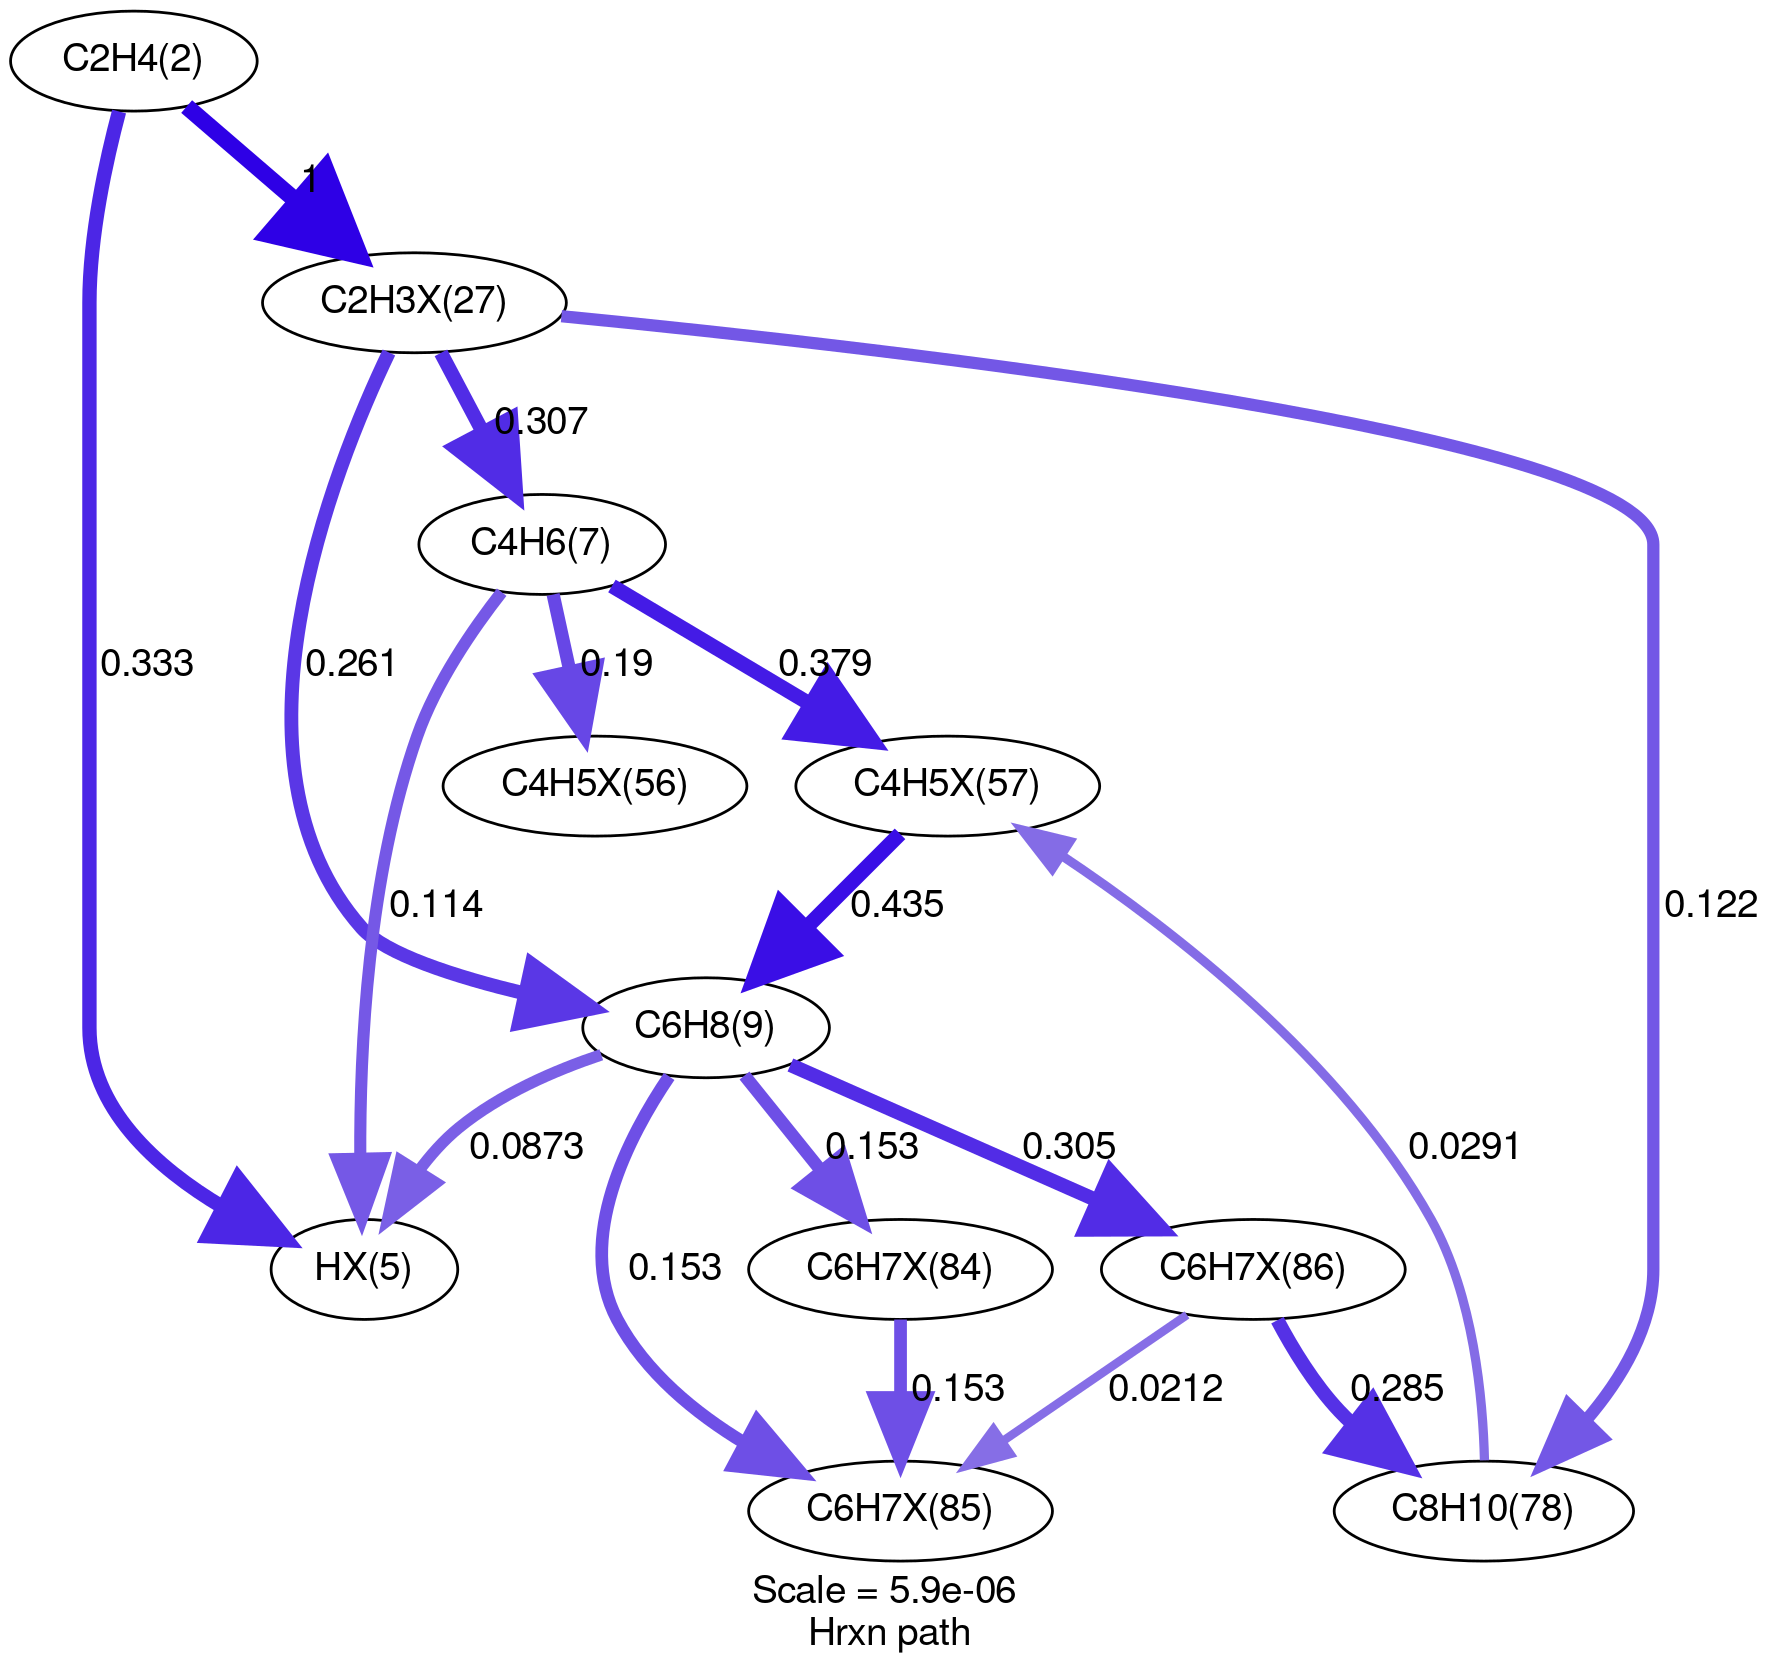 C2H4(2)
1
C2H3X(27)
0.307
C4H6(7)
0.333
0.261
0.19
0.379
C4H5X(56)
C4H5X(57)
0.114
0.435
0.122
C6H8(9)
0.0873
0.153
0.305
0.0291
HX(5)
0.153
C6H7X(84)
C6H7X(86)
0.153
0.0212
0.285
C6H7X(85)
C8H10(78)
Scale = 5.9e-06
Hrxn path